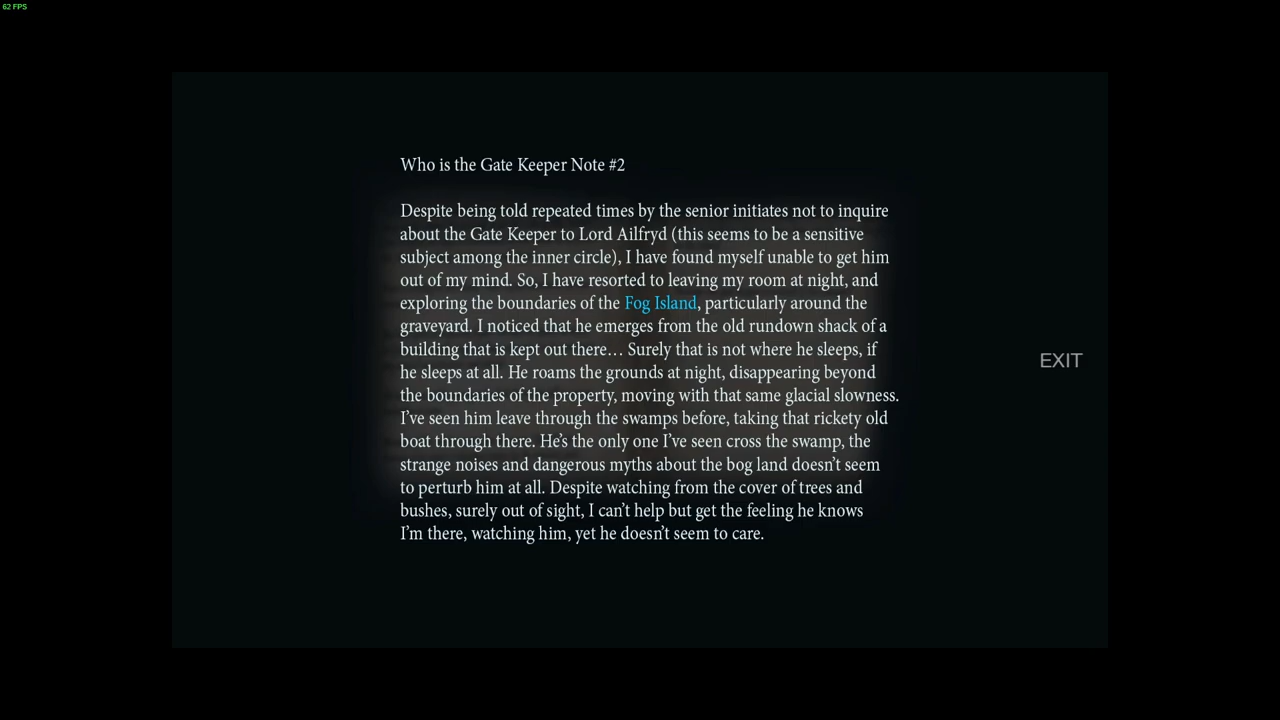 62 FPS
Who is the Gate Keeper Note #2
Despite being told repeated times by the senior initiates not to inquire
about the Gate Keeper to Lord Ailfryd (this seems to be a sensitive
subject among the inner circle), I have found myself unable to get him
out of my mind. So, I have resorted to leaving my room at night, and
exploring the boundaries of the Fog Island, particularly around the
graveyard. I noticed that he emerges from the old rundown shack of a
building that is kept out there… Surely that is not where he sleeps, if
he sleeps at all. He roams the grounds at night, disappearing beyond
the boundaries of the property, moving with that same glacial slowness.
I’ve seen him leave through the swamps before, taking that rickety old
boat through there. He’s the only one I’ve seen cross the swamp, the
strange noises and dangerous myths about the bog land doesn’t seem
to perturb him at all. Despite watching from the cover of trees and
bushes, surely out of sight, I can’t help but get the feeling he knows
I’m there, watching him, yet he doesn’t seem to care.
EXIT